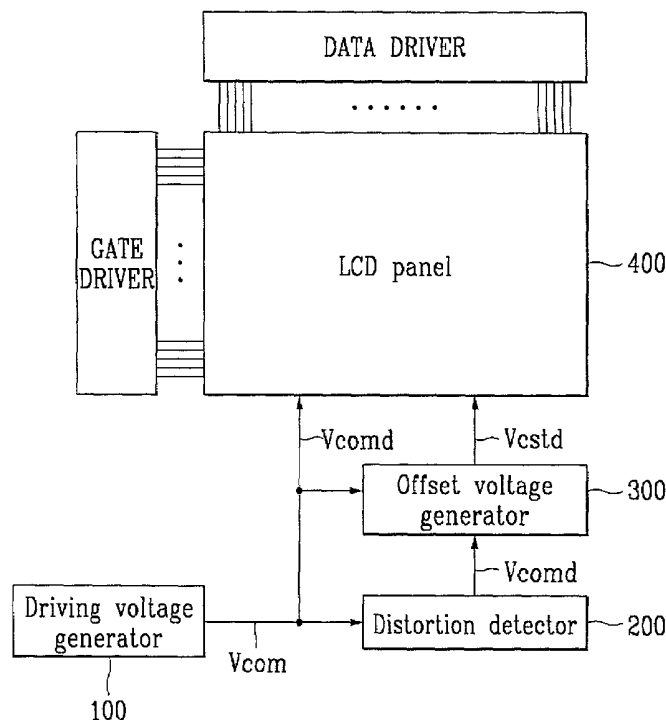 DATA DRIVER
GATE
DRIVER
LCD panel
400
Vcomd
Vcstd
Offset voltage
generator
300
Vcomd
Driving voltage
generator
Distortion detector
200
Vcom
100